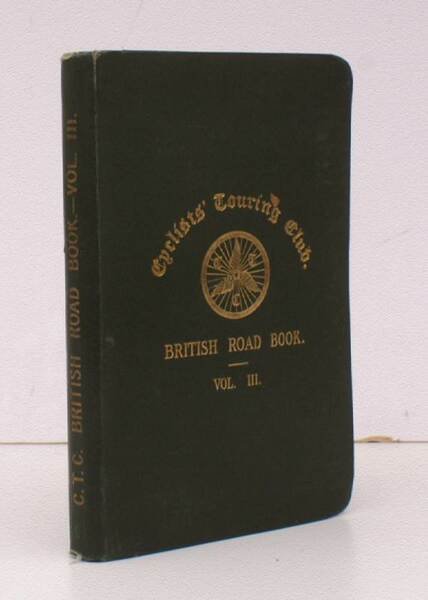 C.T.C. BRITISH ROAD BOOK.—VOL. III.
Cyclists' Touring Club.
C T C
BRITISH ROAD BOOK.
VOL. III.